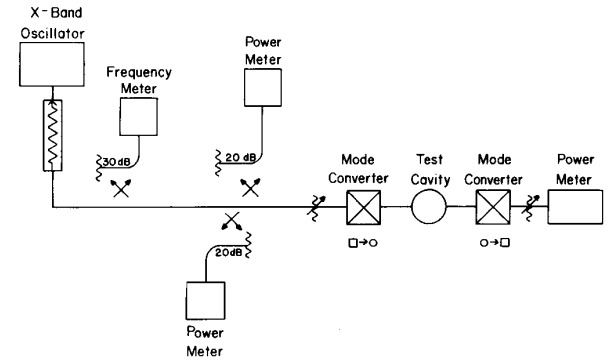 X-Band
Oscillator
Frequency
Meter
Power
Meter
30dB
20 dB
Mode
Converter
Test
Cavity
Mode
Converter
Power
Meter
20dB
Power
Meter